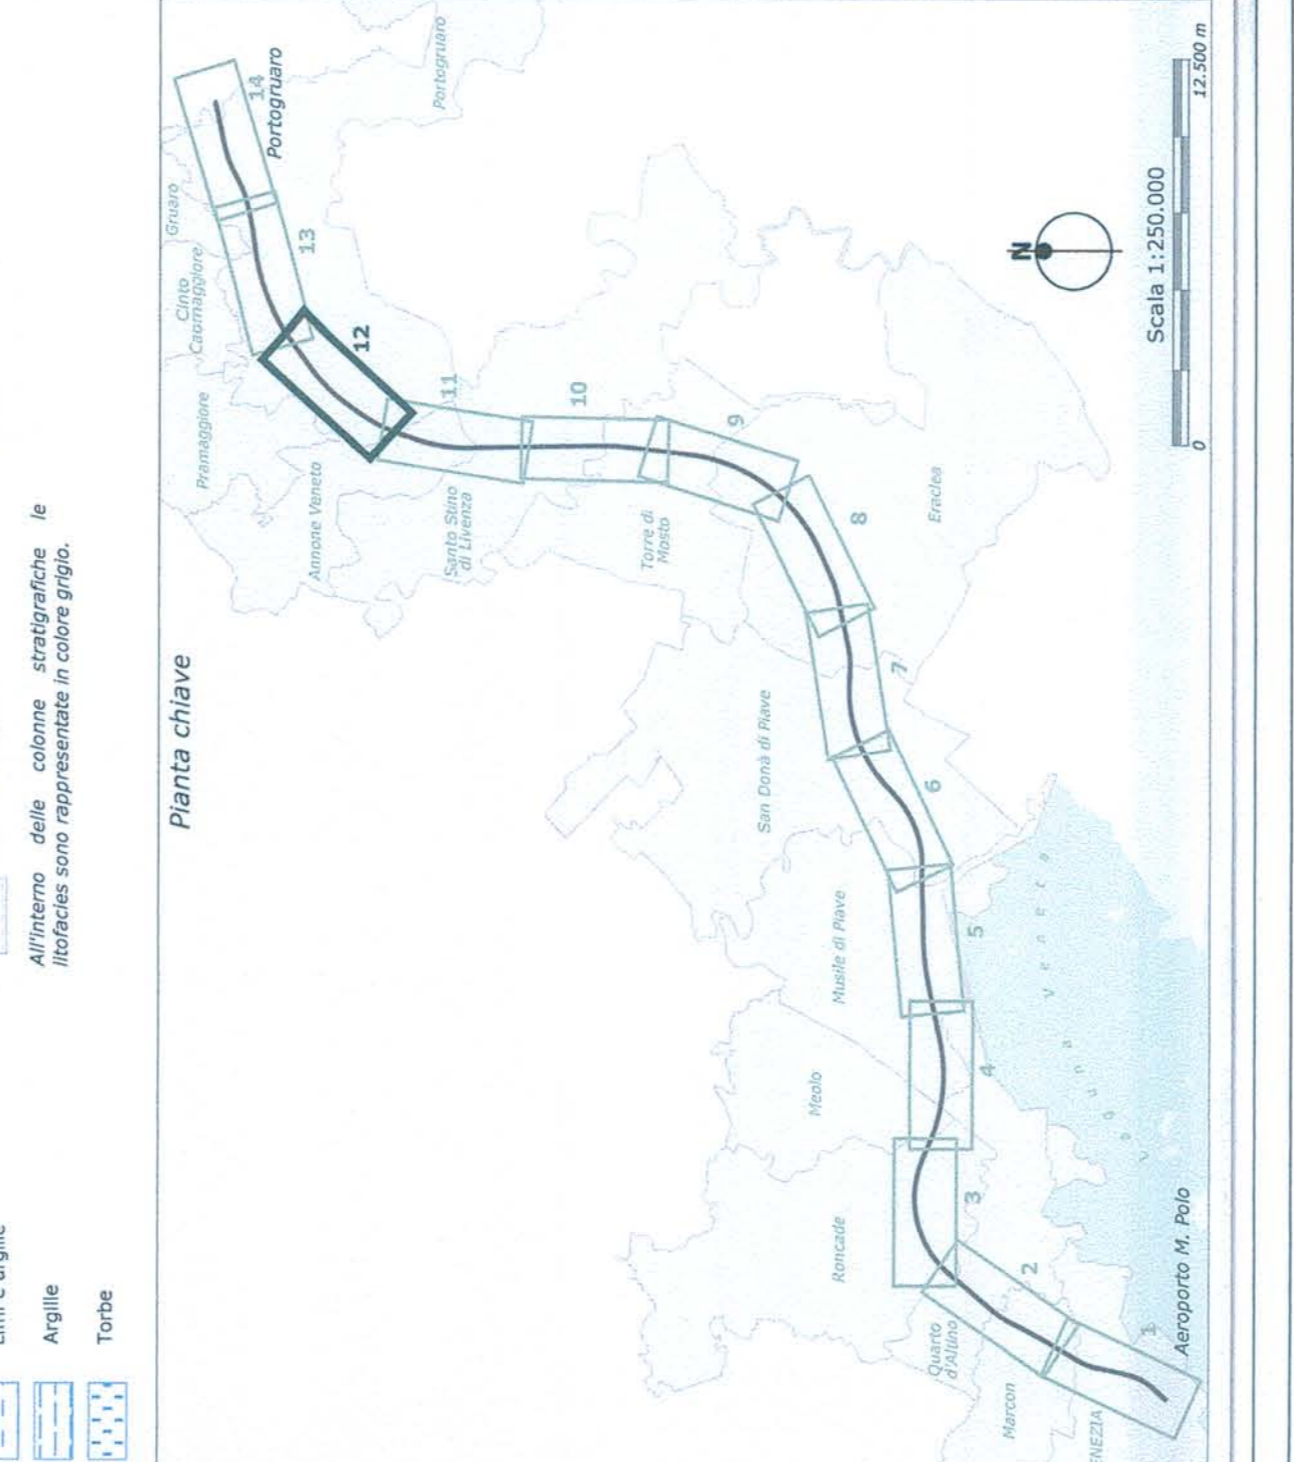 Argille
Torbe
All'interno delle colonne stratigrafiche le
litofacies sono rappresentate in colore grigio.
Pianta chiave
Gruaro
Cinto
Caomaggiore
Pramaggiore
Annone Veneto
Santo Stino
di Livenza
Torre di
Mosto
Eraclea
San Donà di Piave
Musile di Piave
Meolo
Roncade
Quarto
d'Altino
Marcon
Portogruaro
Portogruaro
14
13
12
11
10
9
8
7
6
5
4
3
2
1
Aeroporto M. Polo
N
Scala 1:250.000
0
12.500 m